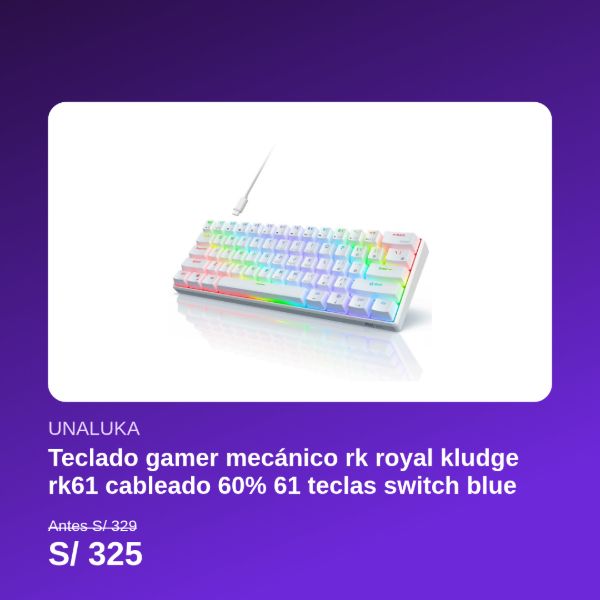 UNALUKA
Teclado gamer mecánico rk royal kludge
rk61 cableado 60% 61 teclas switch blue
Antes S/ 329
S/ 325